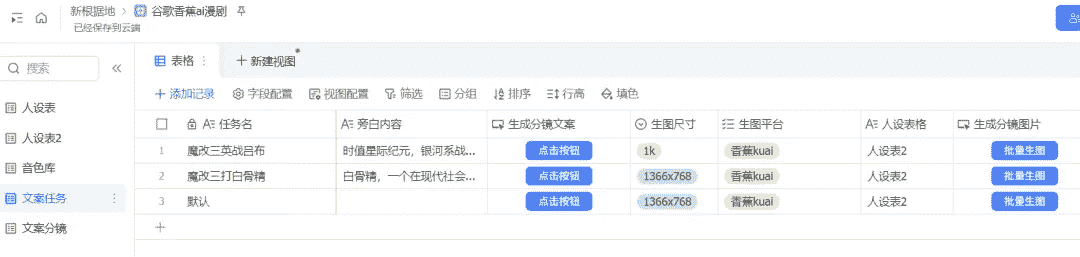 新根据地 > 谷歌香蕉ai漫剧
已经保存到云端
搜索
表格 + 新建视图*
+ 添加记录 字段配置 视图配置 筛选 分组 排序 行高 填色
人设表
人设表2
音色库
文案任务
文案分镜
任务名 旁白内容 生成分镜文案 生图尺寸 生图平台 人设表格 生成分镜图片
1 魔改三英战吕布 时值星际纪元，银河系战... 点击按钮 1k 香蕉kuai 人设表2 批量生图
2 魔改三打白骨精 白骨精，一个在现代社会... 点击按钮 1366x768 香蕉kuai 人设表2 批量生图
3 默认 点击按钮 1366x768 香蕉kuai 人设表2 批量生图